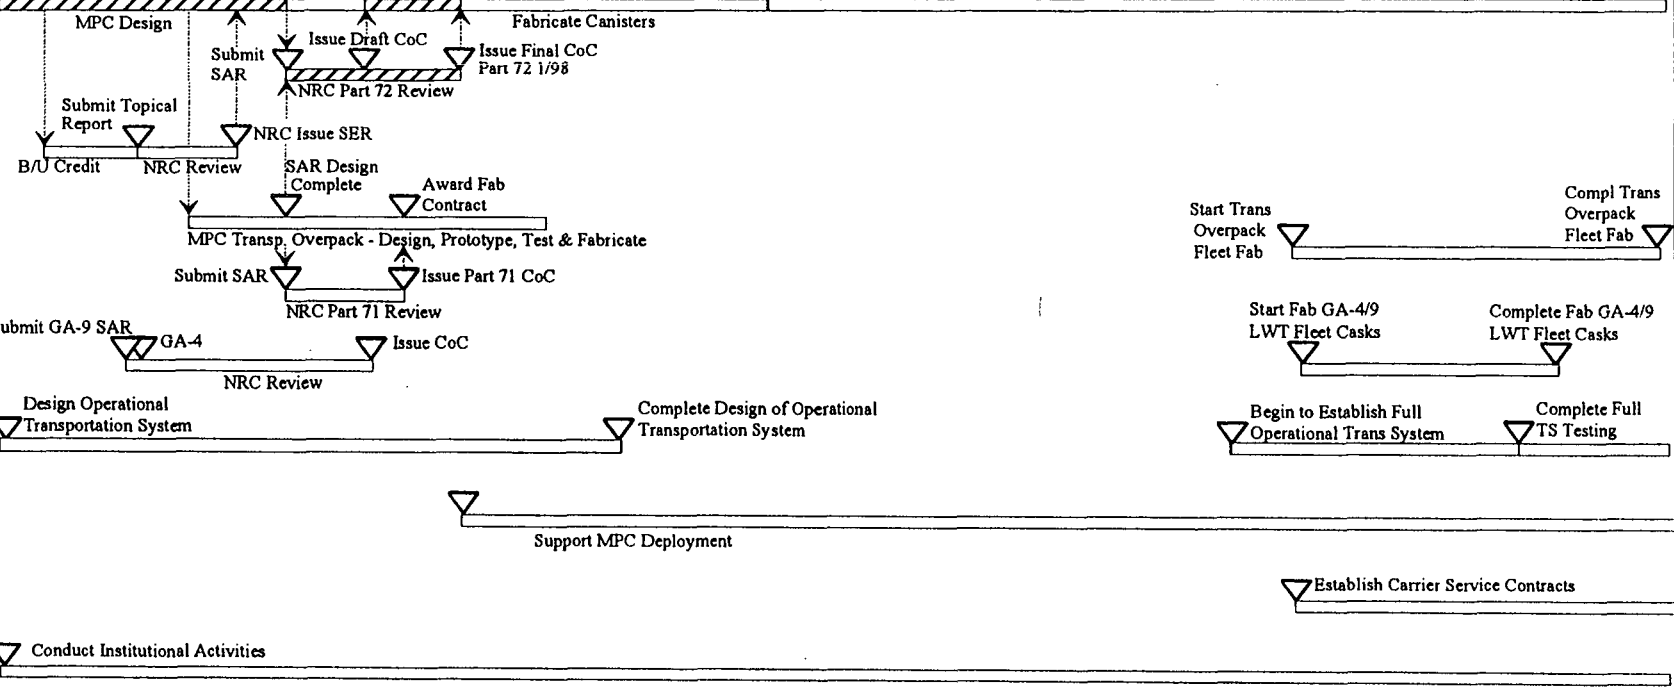 MPC Design
Fabricate Canisters
Issue Draft CoC
Submit
SAR
Issue Final CoC
Part 72 1/98
NRC Part 72 Review
Submit Topical
Report
NRC Issue SER
B/U Credit
NRC Review
SAR Design
Complete
Award Fab
Contract
MPC Transp. Overpack - Design, Prototype, Test & Fabricate
Start Trans
Overpack
Fleet Fab
Compl Trans
Overpack
Fleet Fab
Submit SAR
Issue Part 71 CoC
NRC Part 71 Review
ubmit GA-9 SAR
GA-4
Issue CoC
NRC Review
Start Fab GA-4/9
LWT Fleet Casks
Complete Fab GA-4/9
LWT Fleet Casks
Design Operational
Transportation System
Complete Design of Operational
Transportation System
Begin to Establish Full
Operational Trans System
Complete Full
TS Testing
Support MPC Deployment
Establish Carrier Service Contracts
Conduct Institutional Activities